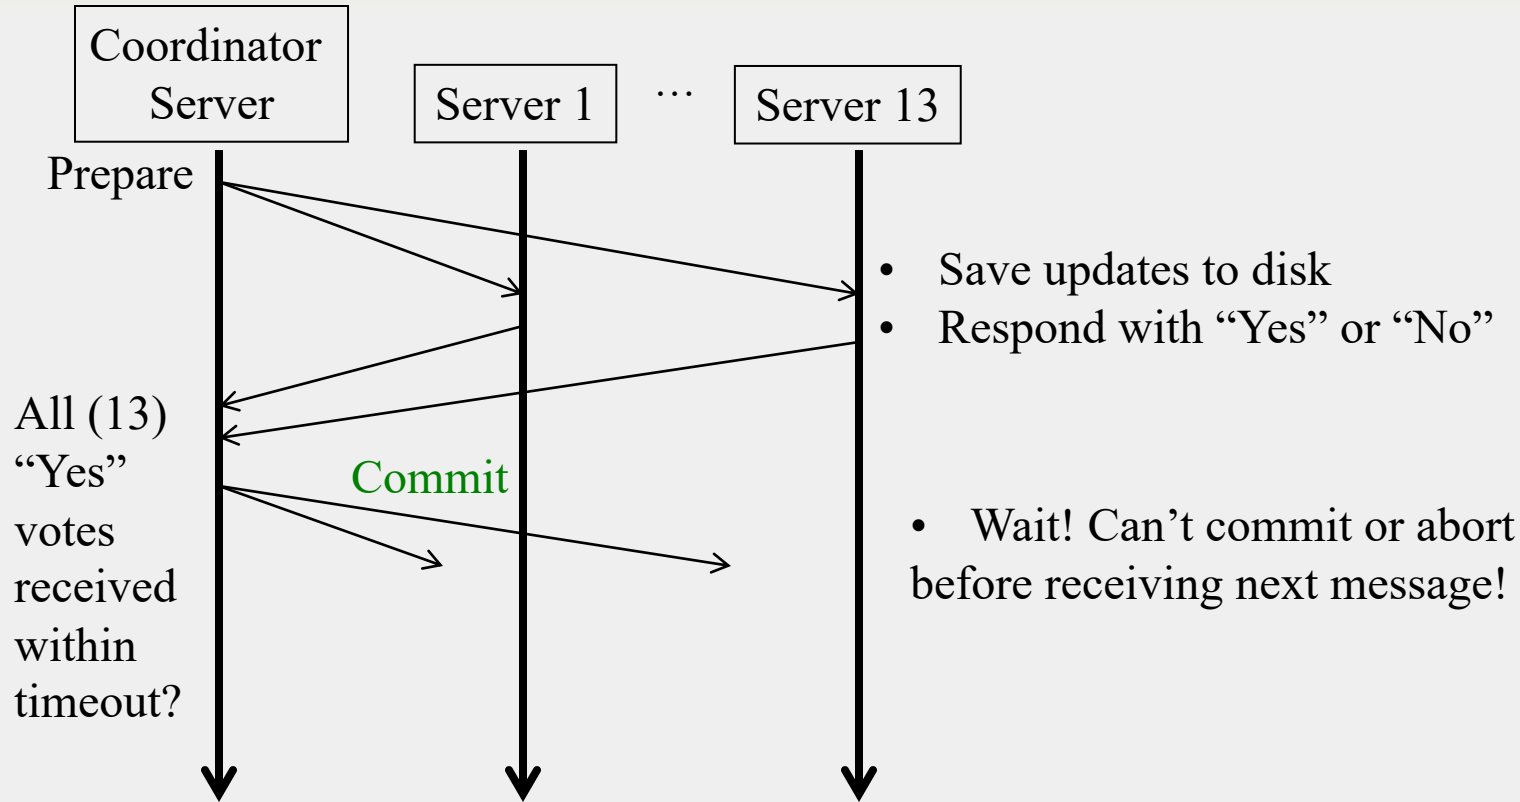 Coordinator
Server
Server 1
…
Server 13
Prepare
• Save updates to disk
• Respond with “Yes” or “No”
All (13)
“Yes”
votes
received
within
timeout?
Commit
• Wait! Can’t commit or abort
before receiving next message!